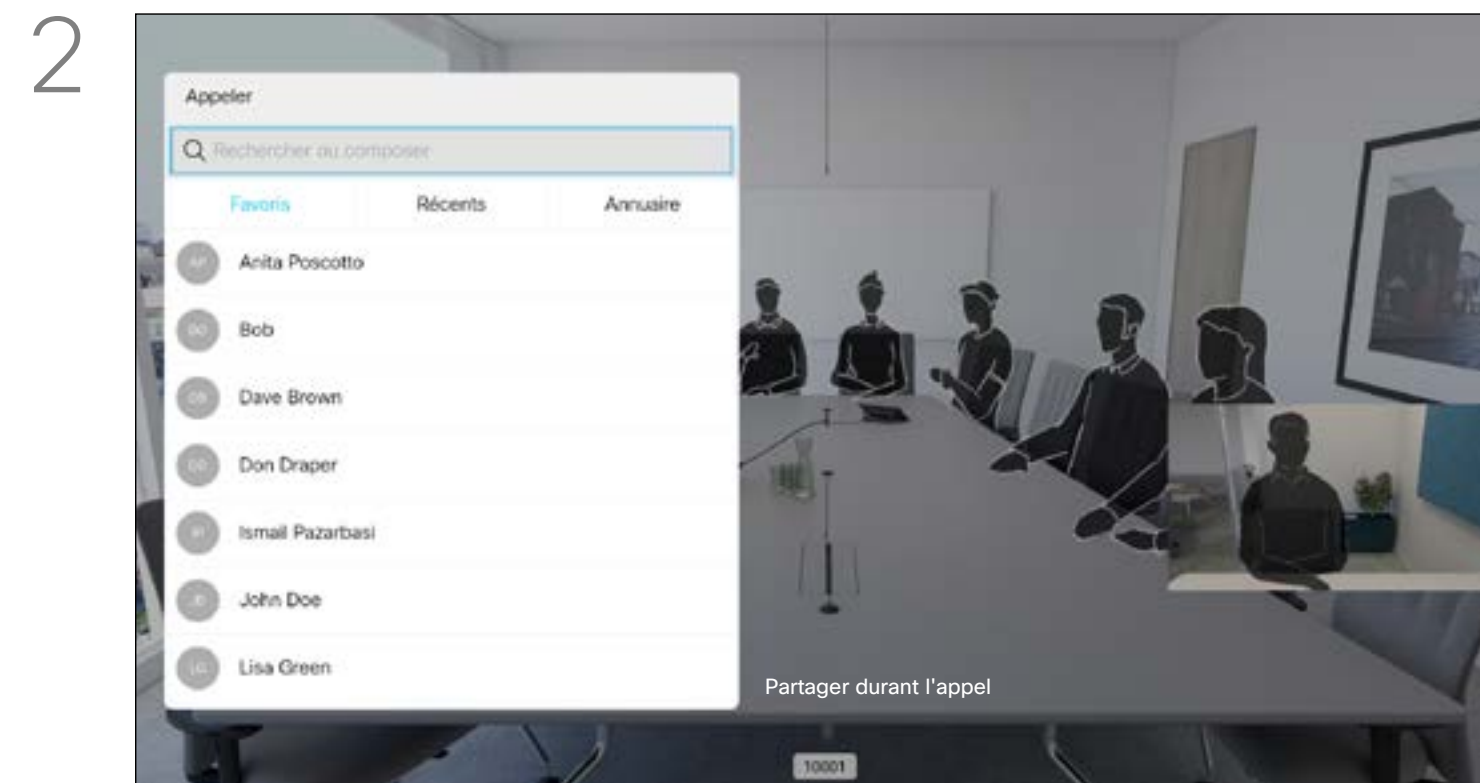 2
Appeler
Rechercher ou composer
Favoris Récents Annuaire
Anita Poscotto
Bob
Dave Brown
Don Draper
Ismail Pazarbasi
John Doe
Lisa Green
Partager durant l'appel
10001